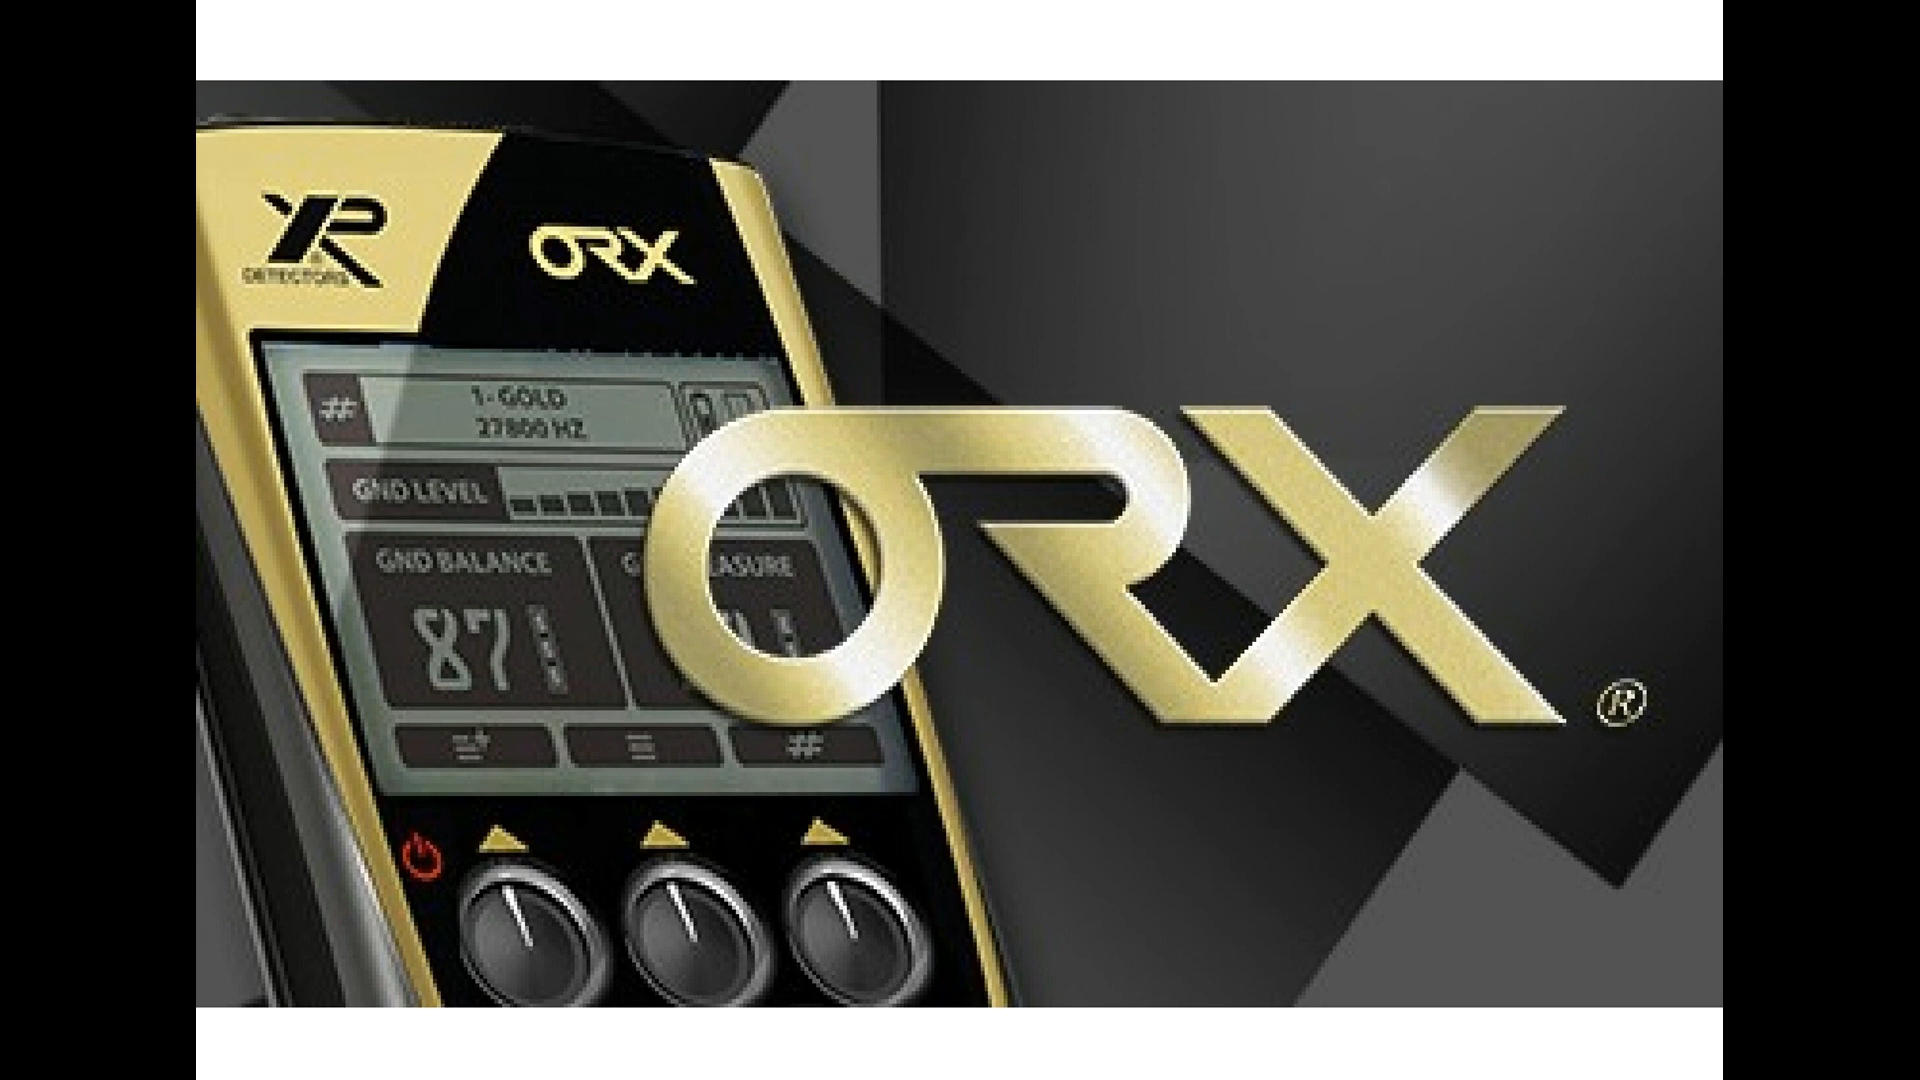 XP
DETECTORS
ORX
#
1- GOLD
27800 HZ
GND LEVEL
GND BALANCE
87
#
ORX®